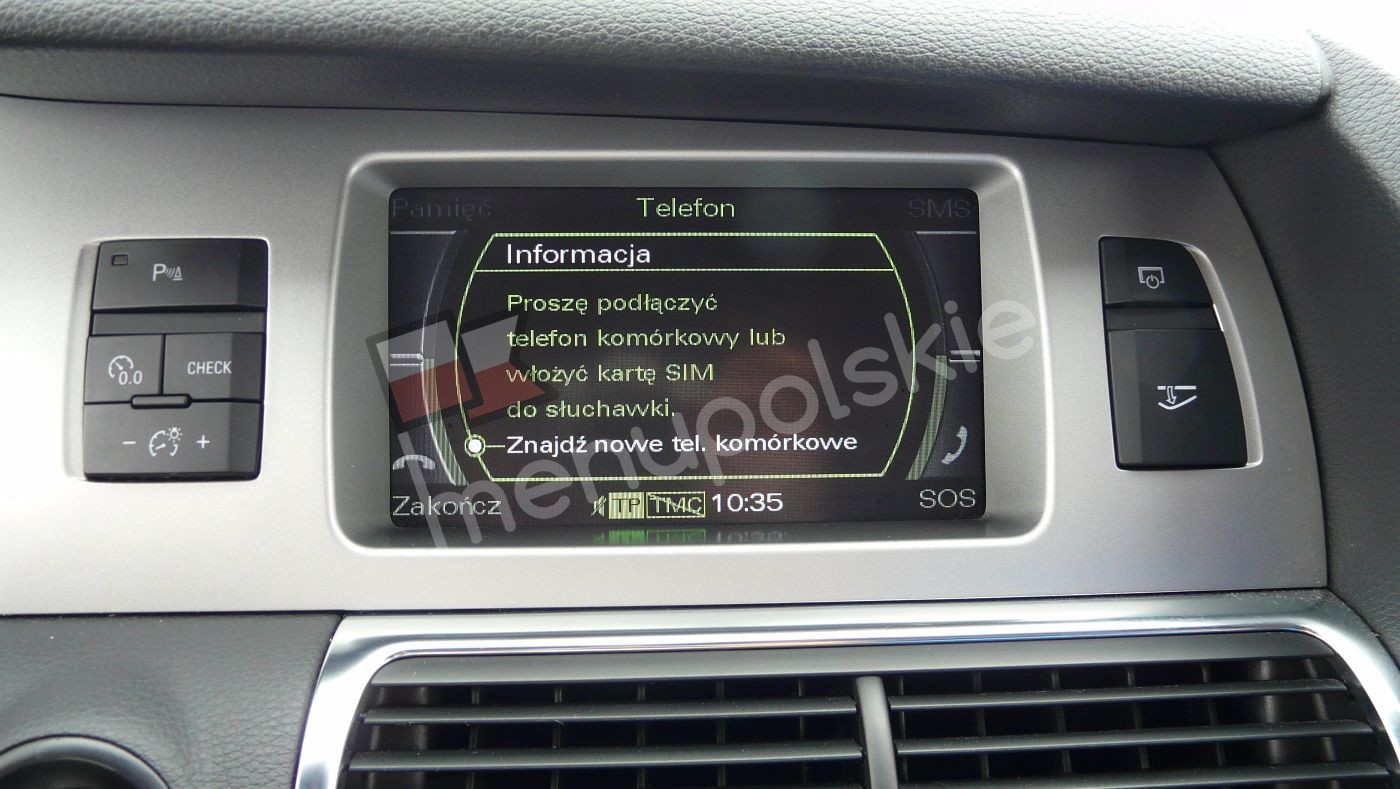 Pamięć Telefon SMS
Informacja
Proszę podłączyć
telefon komórkowy lub
włożyć kartę SIM
do słuchawki.
Znajdź nowe tel. komórkowe
Zakończ TP TMC 10:35 SOS
P
0.0 CHECK
- +
menupolskie